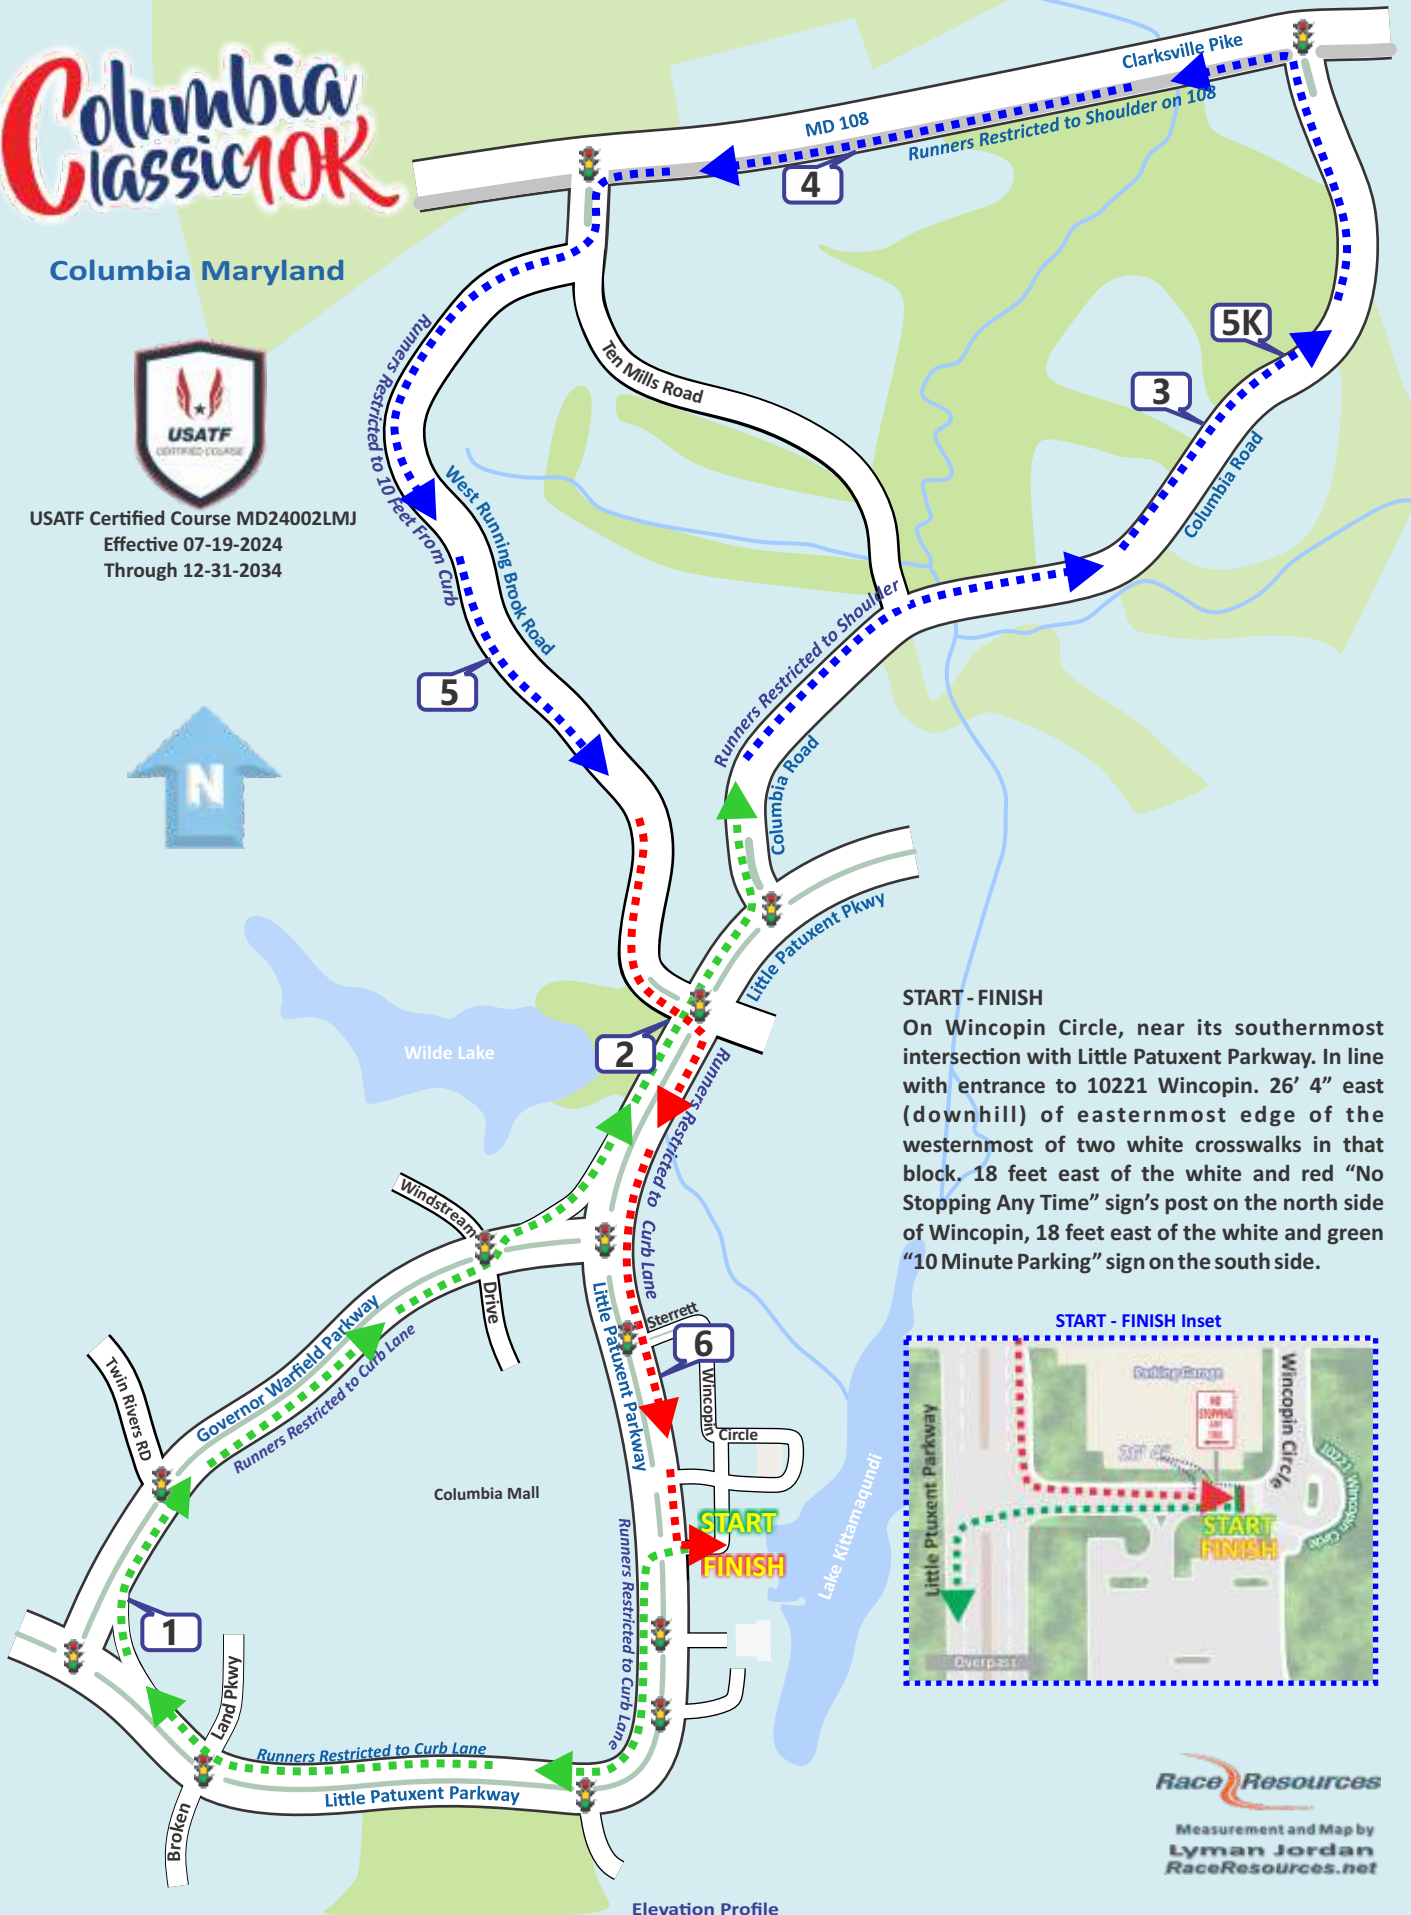 Columbia
Classic 10K
Columbia Maryland
USATF
CERTIFIED COURSE
USATF Certified Course MD24002LMJ
Effective 07-19-2024
Through 12-31-2034
N
Clarksville Pike
MD 108
Runners Restricted to Shoulder on 108
4
5K
3
Columbia Road
Ten Mills Road
Runners Restricted to 10 Feet From Curb
West Running Brook Road
5
Runners Restricted to Shoulder
Columbia Road
Little Patuxent Pkwy
Wilde Lake
2
Runners Restricted to Curb Lane
Windstream
Drive
Sterrett
6
Wincopin
Circle
Little Patuxent Parkway
Governor Warfield Parkway
Runners Restricted to Curb Lane
Twin Rivers RD
Columbia Mall
START
FINISH
Lake Kittamaqundi
Runners Restricted to Curb Lane
1
Land Pkwy
Broken
Runners Restricted to Curb Lane
Little Patuxent Parkway
START - FINISH
On Wincopin Circle, near its southernmost
intersection with Little Patuxent Parkway. In line
with entrance to 10221 Wincopin. 26’ 4” east
(downhill) of easternmost edge of the
westernmost of two white crosswalks in that
block. 18 feet east of the white and red “No
Stopping Any Time” sign’s post on the north side
of Wincopin, 18 feet east of the white and green
“10 Minute Parking” sign on the south side.
START - FINISH Inset
Parking Garage
NO
STOPPING
ANY
TIME
26' 4"
Wincopin Circle
10221 Wincopin Circle
Little Ptuxent Parkway
START
FINISH
Overpass
Race Resources
Measurement and Map by
Lyman Jordan
RaceResources.net
Elevation Profile